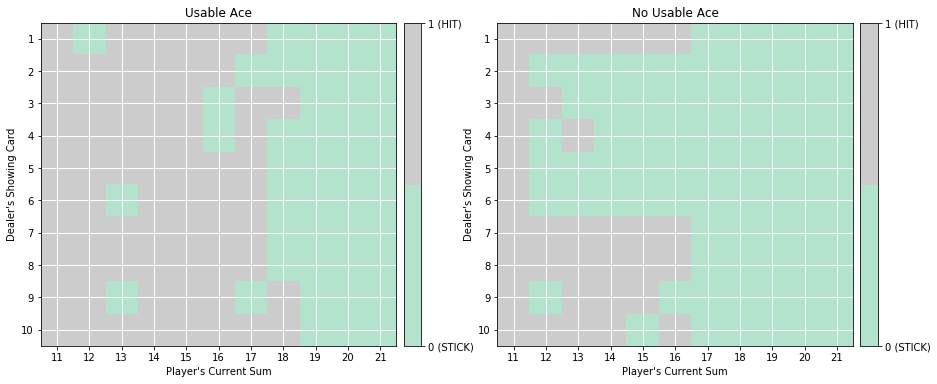 Usable Ace
1 (HIT)
1
2
3
4
5
6
7
8
9
10
Dealer's Showing Card
0 (STICK)
11 12 13 14 15 16 17 18 19 20 21
Player's Current Sum
No Usable Ace
1 (HIT)
1
2
3
4
5
6
7
8
9
10
Dealer's Showing Card
0 (STICK)
11 12 13 14 15 16 17 18 19 20 21
Player's Current Sum